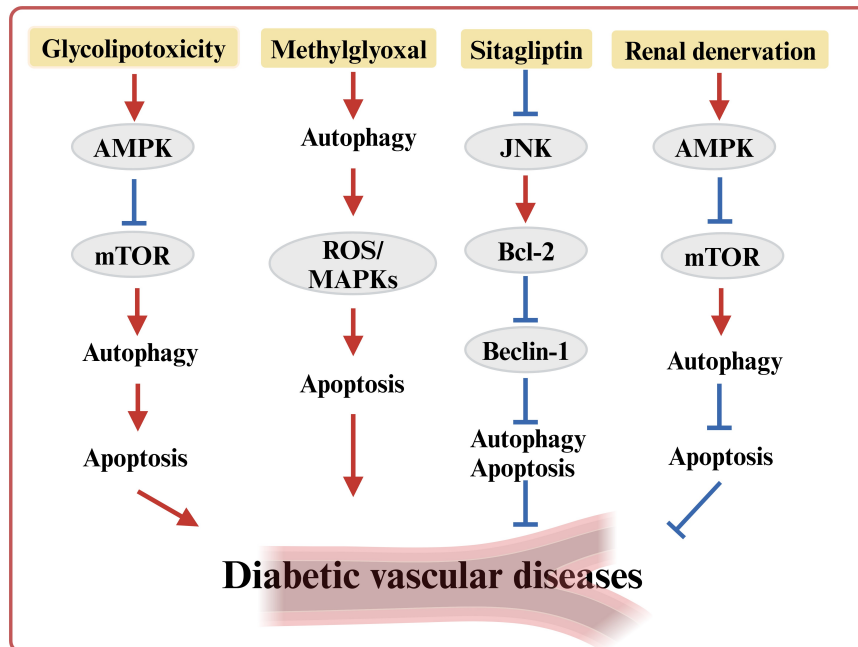 Glycolipotoxicity
AMPK
mTOR
Autophagy
Apoptosis
Methylglyoxal
Autophagy
ROS/
MAPKs
Apoptosis
Sitagliptin
JNK
Bcl-2
Beclin-1
Autophagy
Apoptosis
Renal denervation
AMPK
mTOR
Autophagy
Apoptosis
Diabetic vascular diseases